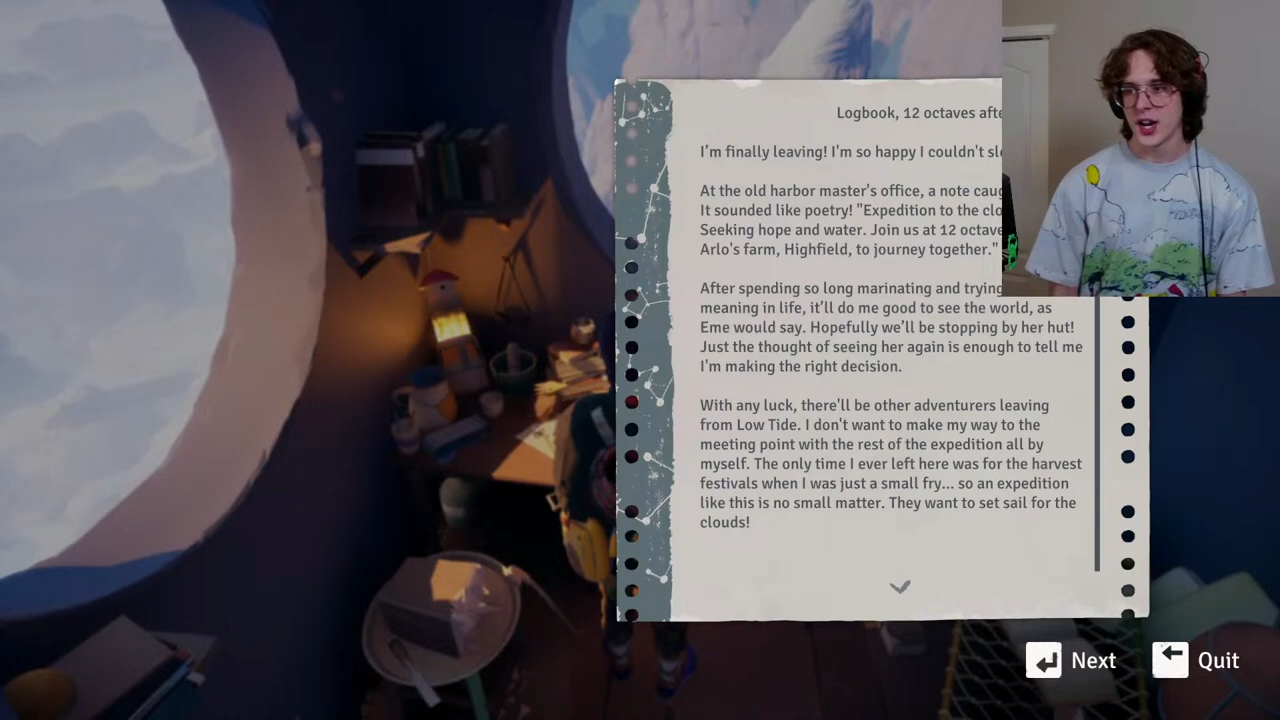 Logbook, 12 octaves afte
I'm finally leaving! I'm so happy I couldn't
At the old harbor master's office, a note
It sounded like poetry! "Expedition to the
Seeking hope and water. Join us at 12
Arlo's farm, Highfield, to journey together."
After spending so long marinating and trying
meaning in life, it'll do me good to see the world, as
Eme would say. Hopefully we'll be stopping by her hut!
Just the thought of seeing her again is enough to tell me
I'm making the right decision.
With any luck, there'll be other adventurers leaving
from Low Tide. I don't want to make my way to the
meeting point with the rest of the expedition all by
myself. The only time I ever left here was for the harvest
festivals when I was just a small fry... so an expedition
like this is no small matter. They want to set sail for the
clouds!
Next
Quit